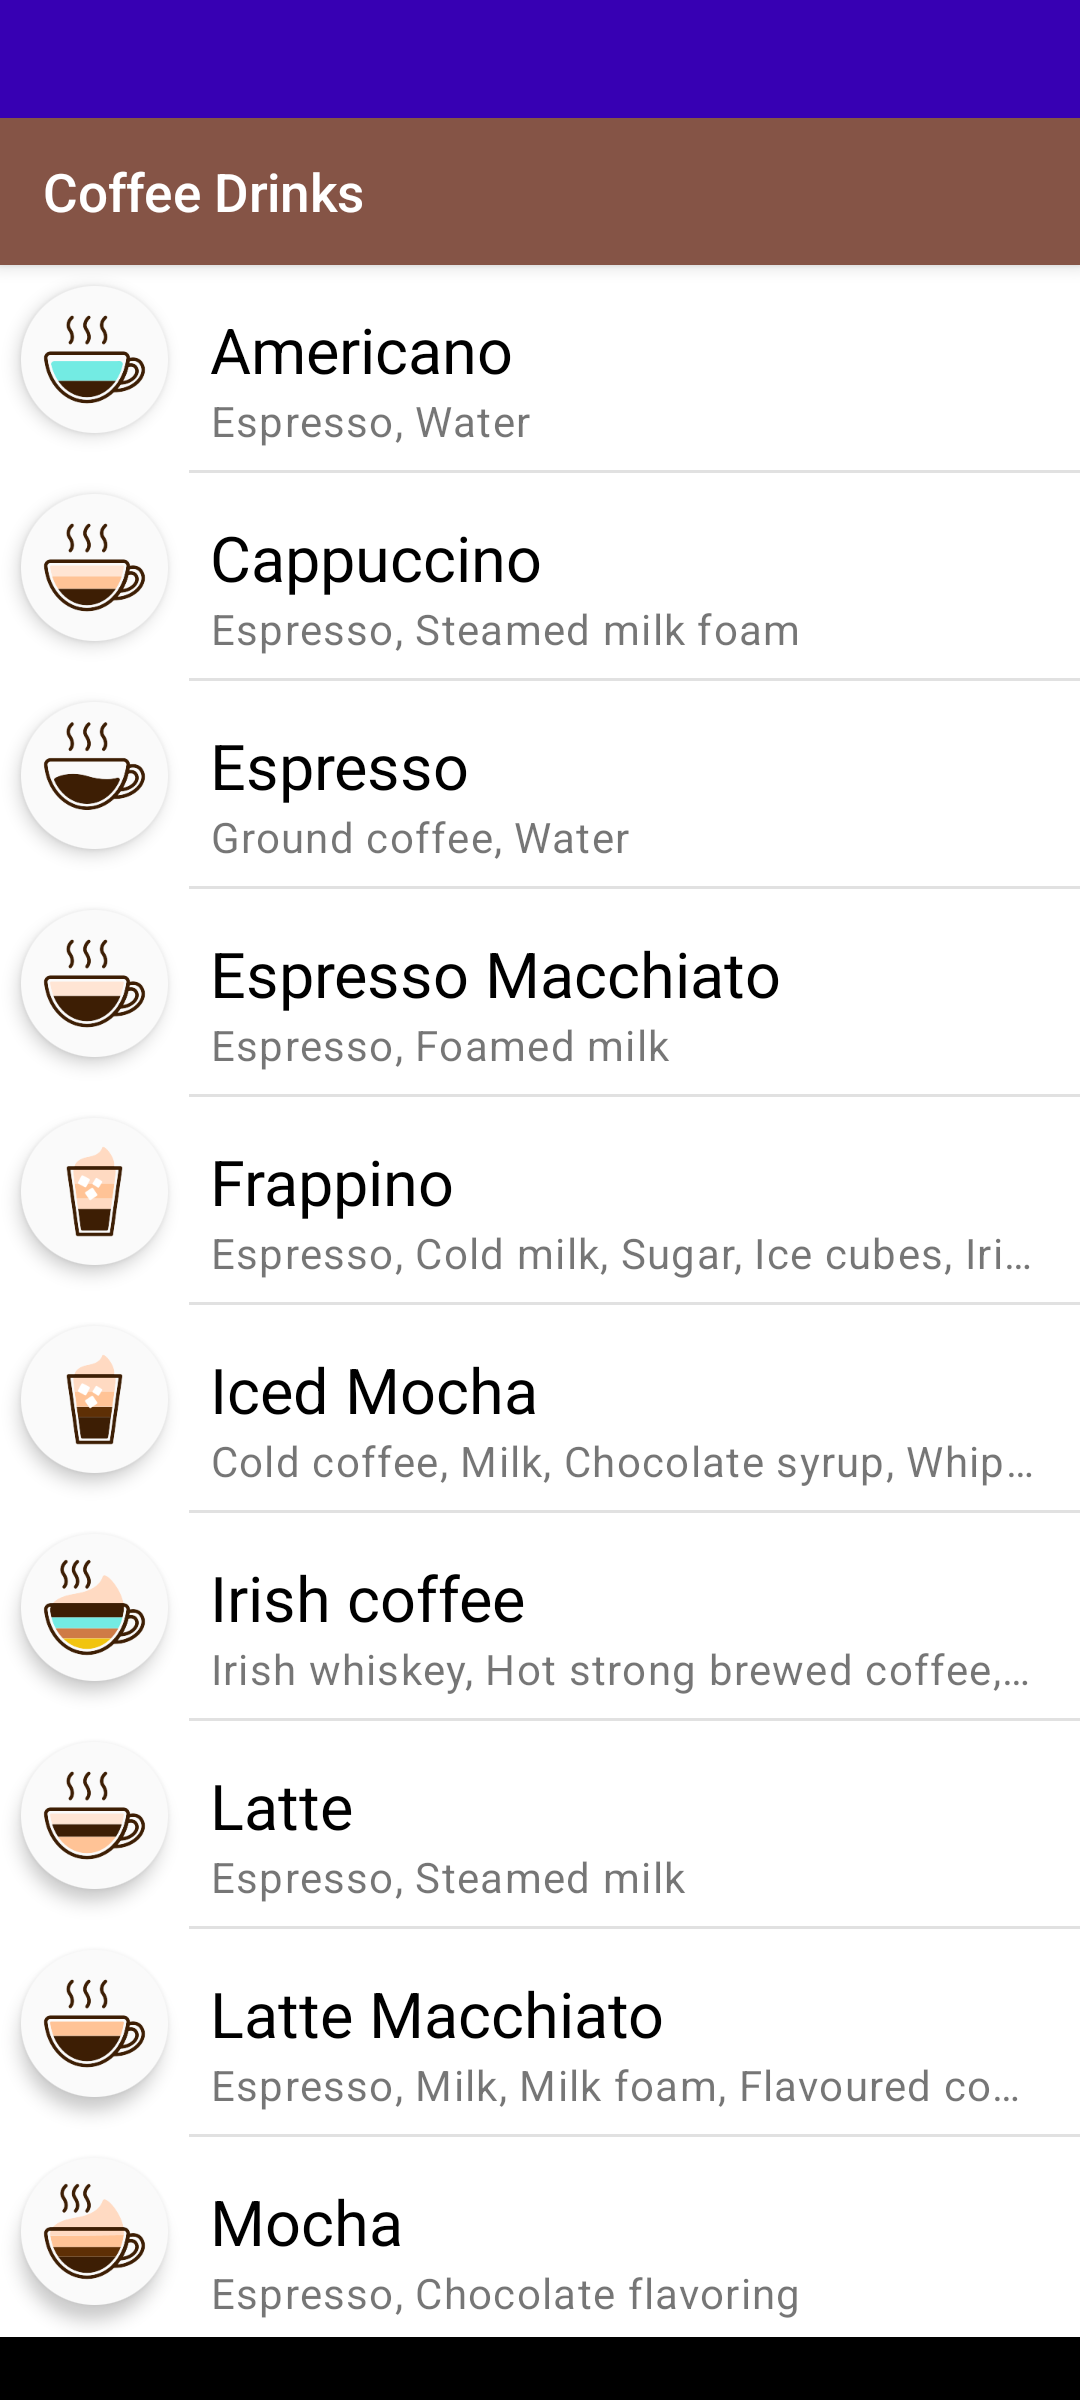 Coffee Drinks
Americano
Espresso, Water
Cappuccino
Espresso, Steamed milk foam
Espresso
Ground coffee, Water
Espresso Macchiato
Espresso, Foamed milk
Frappino
Espresso, Cold milk, Sugar, Ice cubes, Iri...
Iced Mocha
Cold coffee, Milk, Chocolate syrup, Whip...
Irish coffee
Irish whiskey, Hot strong brewed coffee,...
Latte
Espresso, Steamed milk
Latte Macchiato
Espresso, Milk, Milk foam, Flavoured co...
Mocha
Espresso, Chocolate flavoring